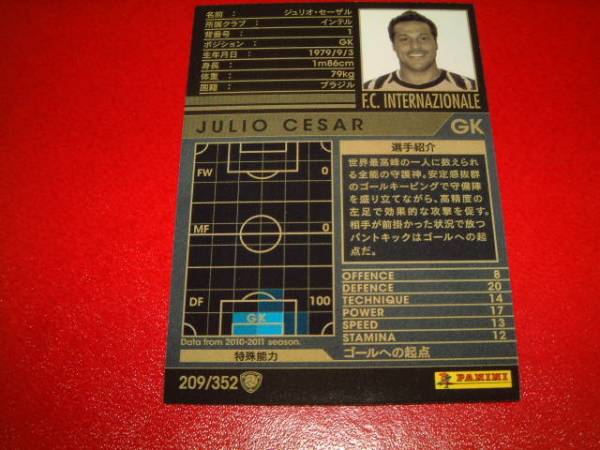 名前 : ジュリオ・セーザル
所属クラブ : インテル
背番号 : 1
ポジション : GK
生年月日 : 1979/9/3
身長 : 1m86cm
体重 : 79kg
国籍 : ブラジル
F.C. INTERNAZIONALE
JULIO CESAR GK
FW 0
MF 0
DF 100
GK
Data from 2010-2011 season.
選手紹介
世界最高峰の一人に数えられ
る全能の守護神。安定感抜群
のゴールキーピングで守備陣
を盛り立てながら、高精度の
左足で効果的な攻撃を促す。
相手が前掛かった状況で放つ
パントキックはゴールへの起
点だ。
OFFENCE 8
DEFENCE 20
TECHNIQUE 14
POWER 17
SPEED 13
STAMINA 12
特殊能力 ゴールへの起点
209/352
PANINI